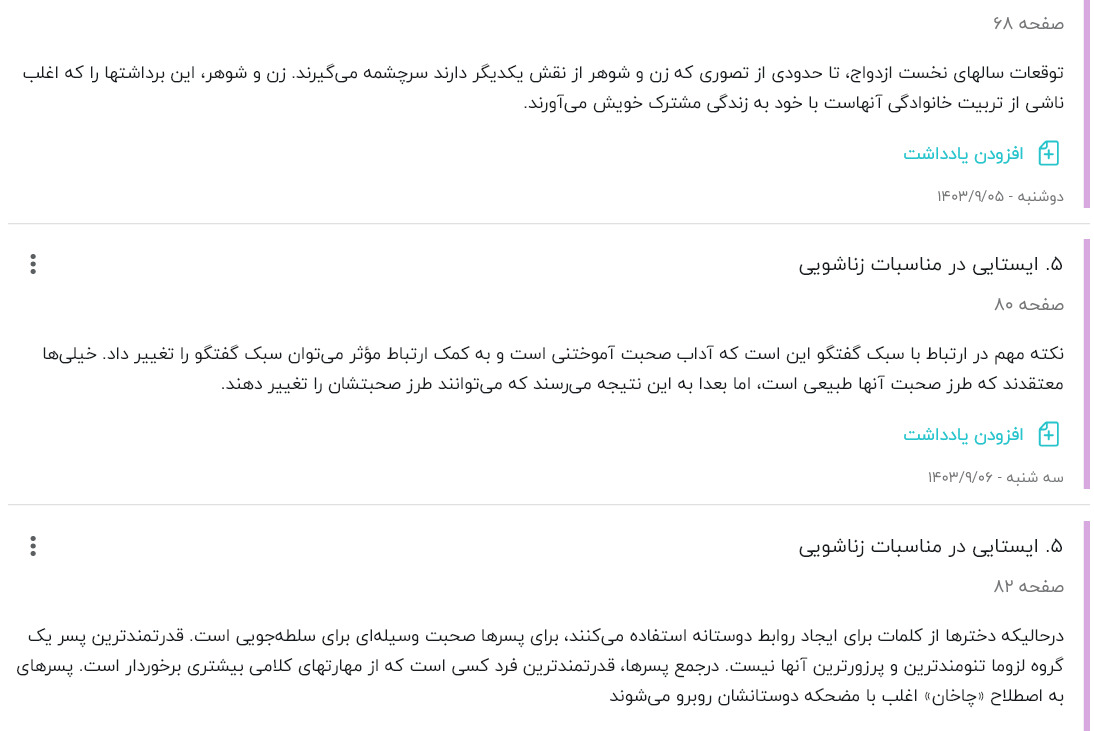 صفحه ۶۸
توقعات سالهای نخست ازدواج، تا حدودی از تصوری که زن و شوهر از نقش یکدیگر دارند سرچشمه می‌گیرند. زن و شوهر، این برداشتها را که اغلب
ناشی از تربیت خانوادگی آنهاست با خود به زندگی مشترک خویش می‌آورند.
افزودن یادداشت
دوشنبه - ۱۴۰۳/۹/۰۵
۵. ایستایی در مناسبات زناشویی
صفحه ۸۰
نکته مهم در ارتباط با سبک گفتگو این است که آداب صحبت آموختنی است و به کمک ارتباط مؤثر می‌توان سبک گفتگو را تغییر داد. خیلی‌ها
معتقدند که طرز صحبت آنها طبیعی است، اما بعدا به این نتیجه می‌رسند که می‌توانند طرز صحبتشان را تغییر دهند.
افزودن یادداشت
سه شنبه - ۱۴۰۳/۹/۰۶
۵. ایستایی در مناسبات زناشویی
صفحه ۸۲
درحالیکه دخترها از کلمات برای ایجاد روابط دوستانه استفاده می‌کنند، برای پسرها صحبت وسیله‌ای برای سلطه‌جویی است. قدرتمندترین پسر یک
گروه لزوما تنومندترین و پرزورترین آنها نیست. درجمع پسرها، قدرتمندترین فرد کسی است که از مهارتهای کلامی بیشتری برخوردار است. پسرهای
به اصطلاح «چاخان» اغلب با مضحکه دوستانشان روبرو می‌شوند